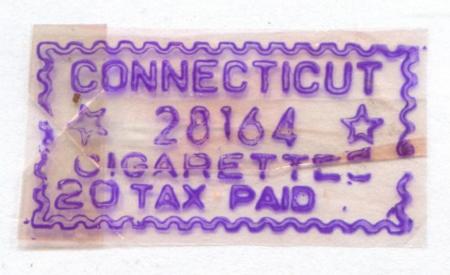 CONNECTICUT
28164
CIGARETTES
20 TAX PAID